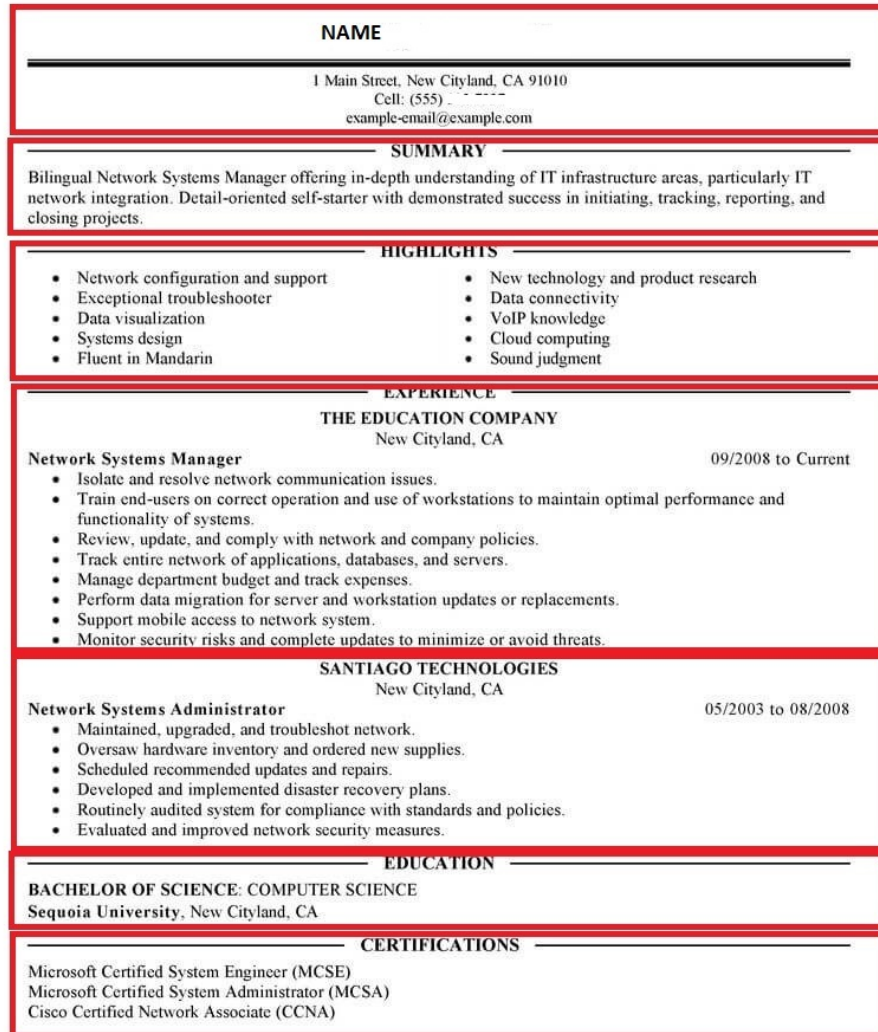 NAME
1 Main Street, New Cityland, CA 91010
Cell: (555)
example-email@example.com
SUMMARY
Bilingual Network Systems Manager offering in-depth understanding of IT infrastructure areas, particularly IT
network integration. Detail-oriented self-starter with demonstrated success in initiating, tracking, reporting, and
closing projects.
HIGHLIGHTS
• Network configuration and support
• Exceptional troubleshooter
• Data visualization
• Systems design
• Fluent in Mandarin
• New technology and product research
• Data connectivity
• VoIP knowledge
• Cloud computing
• Sound judgment
EXPERIENCE
THE EDUCATION COMPANY
New Cityland, CA
Network Systems Manager 09/2008 to Current
• Isolate and resolve network communication issues.
• Train end-users on correct operation and use of workstations to maintain optimal performance and
functionality of systems.
• Review, update, and comply with network and company policies.
• Track entire network of applications, databases, and servers.
• Manage department budget and track expenses.
• Perform data migration for server and workstation updates or replacements.
• Support mobile access to network system.
• Monitor security risks and complete updates to minimize or avoid threats.
SANTIAGO TECHNOLOGIES
New Cityland, CA
Network Systems Administrator 05/2003 to 08/2008
• Maintained, upgraded, and troubleshot network.
• Oversaw hardware inventory and ordered new supplies.
• Scheduled recommended updates and repairs.
• Developed and implemented disaster recovery plans.
• Routinely audited system for compliance with standards and policies.
• Evaluated and improved network security measures.
EDUCATION
BACHELOR OF SCIENCE: COMPUTER SCIENCE
Sequoia University, New Cityland, CA
CERTIFICATIONS
Microsoft Certified System Engineer (MCSE)
Microsoft Certified System Administrator (MCSA)
Cisco Certified Network Associate (CCNA)